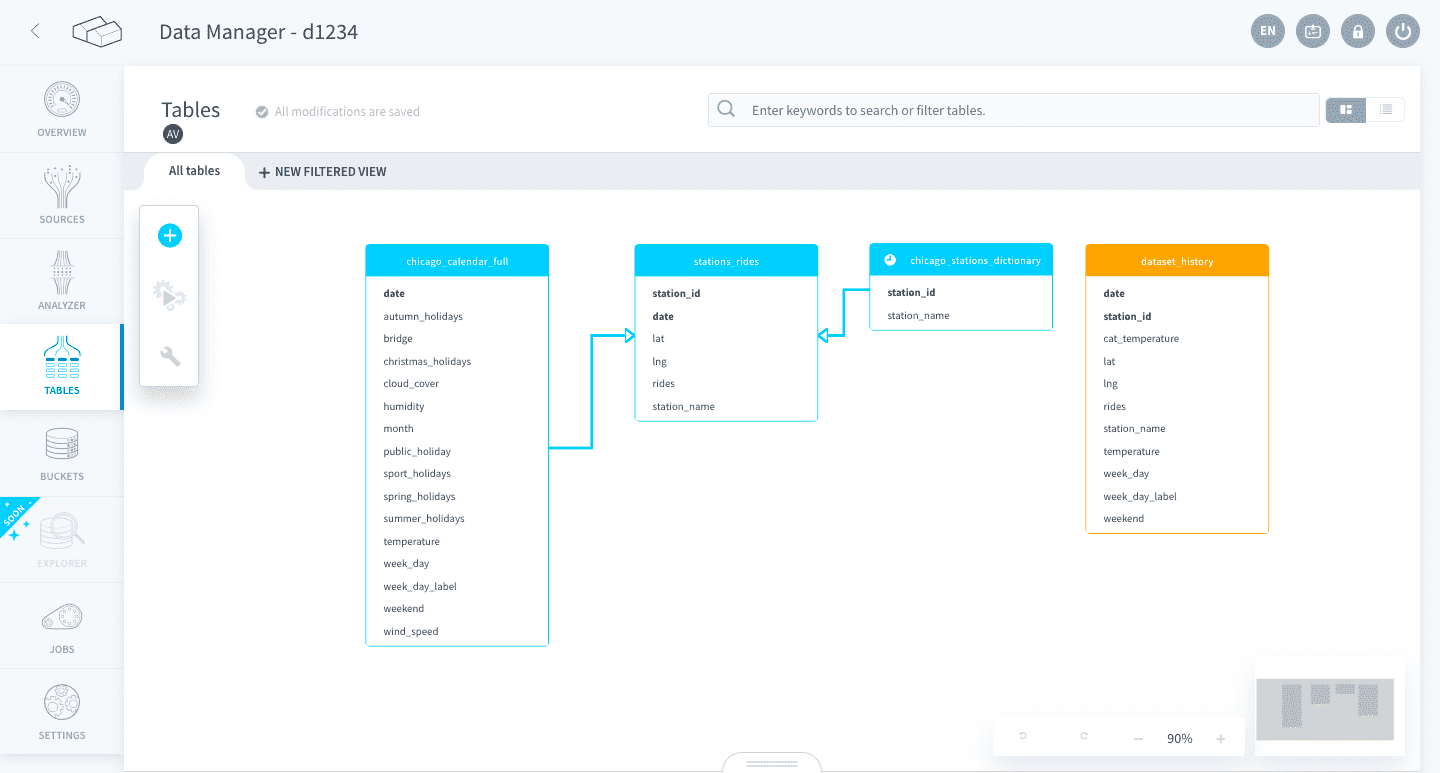 Data Manager - d1234
EN
OVERVIEW
SOURCES
ANALYZER
TABLES
BUCKETS
SOON
EXPLORER
JOBS
SETTINGS
Tables
All modifications are saved
AV
Enter keywords to search or filter tables.
All tables
NEW FILTERED VIEW
chicago_calendar_full
date
autumn_holidays
bridge
christmas_holidays
cloud_cover
humidity
month
public_holiday
sport_holidays
spring_holidays
summer_holidays
temperature
week_day
week_day_label
weekend
wind_speed
stations_rides
station_id
date
lat
lng
rides
station_name
chicago_stations_dictionary
station_id
station_name
dataset_history
date
station_id
cat_temperature
lat
lng
rides
station_name
temperature
week_day
week_day_label
weekend
90%